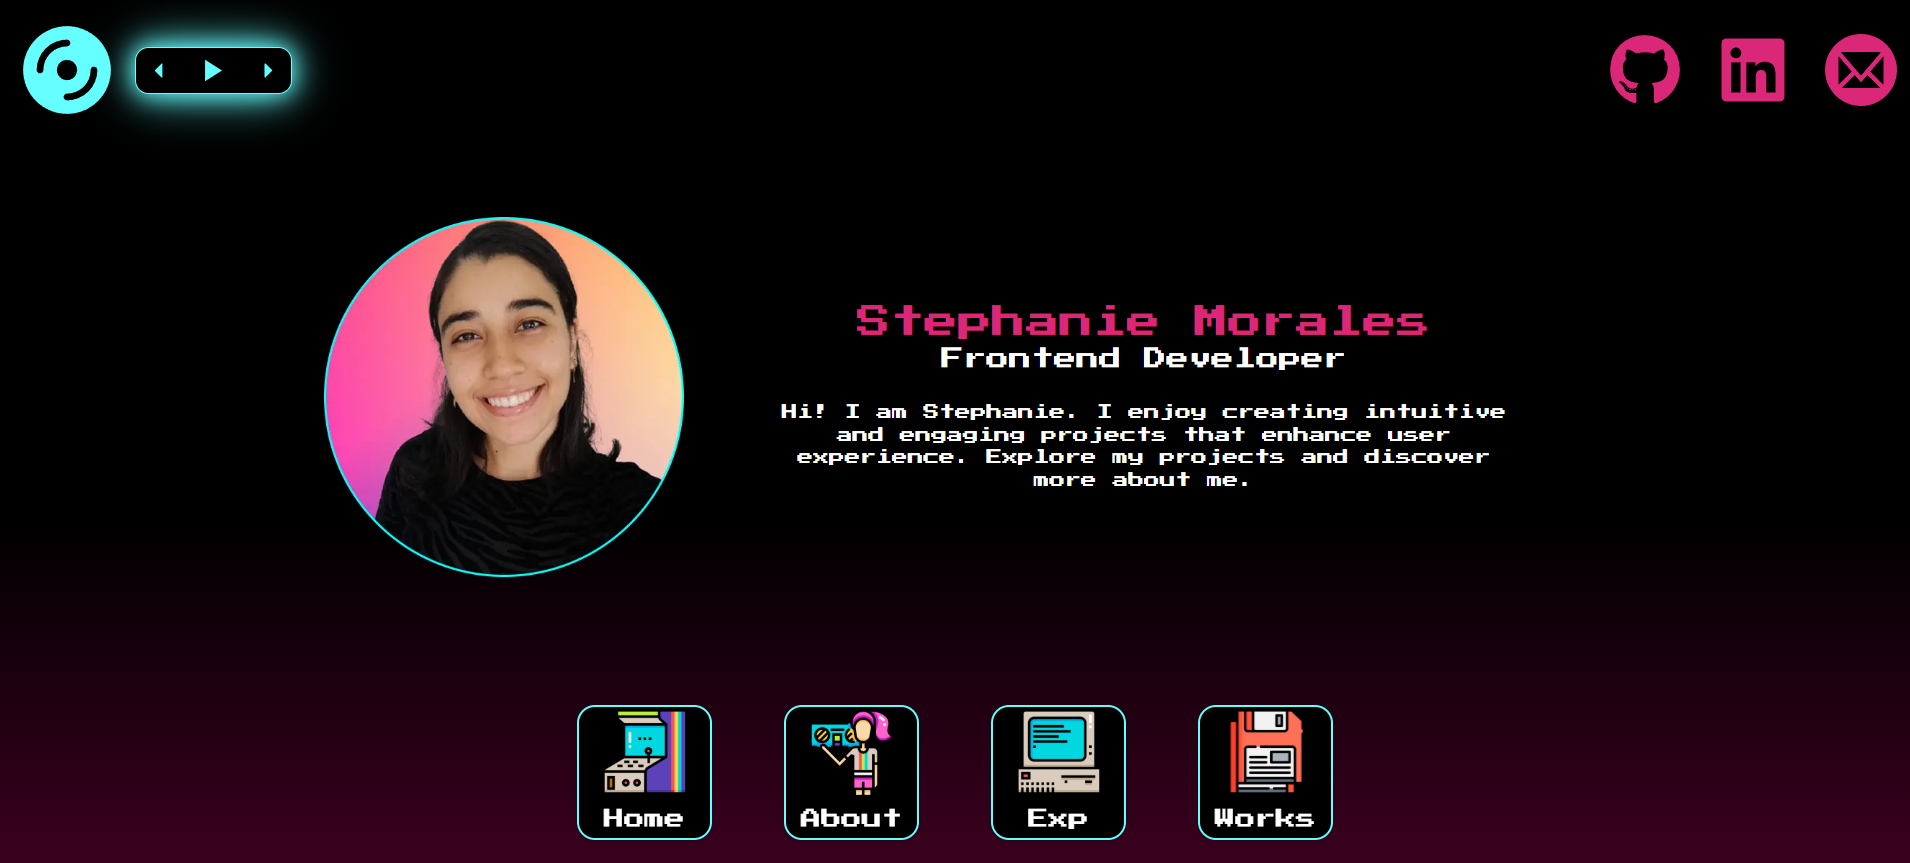 in
Stephanie Morales
Frontend Developer
Hi! I am Stephanie. I enjoy creating intuitive
and engaging projects that enhance user
experience. Explore my projects and discover
more about me.
Home
About
Exp
Works